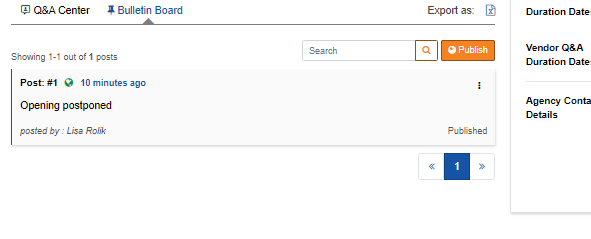 Q&A Center
Bulletin Board
Export as:
Showing 1-1 out of 1 posts
Search
Publish
Post: #1 10 minutes ago
Opening postponed
posted by : Lisa Rolik
Published
« 1 »
Duration Date
Vendor Q&A
Duration Date
Agency Conta
Details